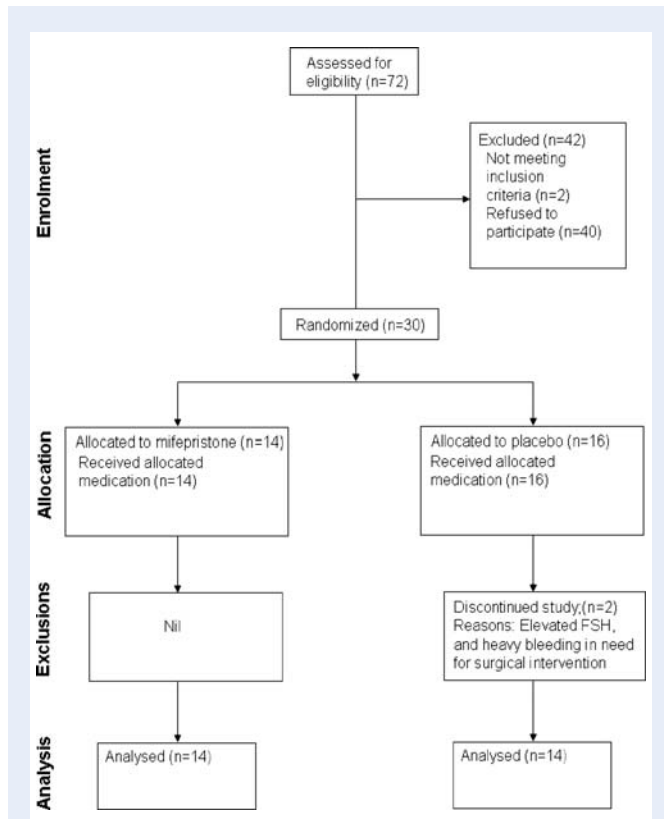 Assessed for
eligibility (n=72)
Excluded (n=42)
Not meeting
inclusion
criteria (n=2)
Refused to
participate (n=40)
Enrolment
Randomized (n=30)
Allocation
Allocated to mifepristone (n=14)
Received allocated
medication (n=14)
Allocated to placebo (n=16)
Received allocated
medication (n=16)
Exclusions
Nil
Discontinued study;(n=2)
Reasons: Elevated FSH,
and heavy bleeding in need
for surgical intervention
Analysis
Analysed (n=14)
Analysed (n=14)